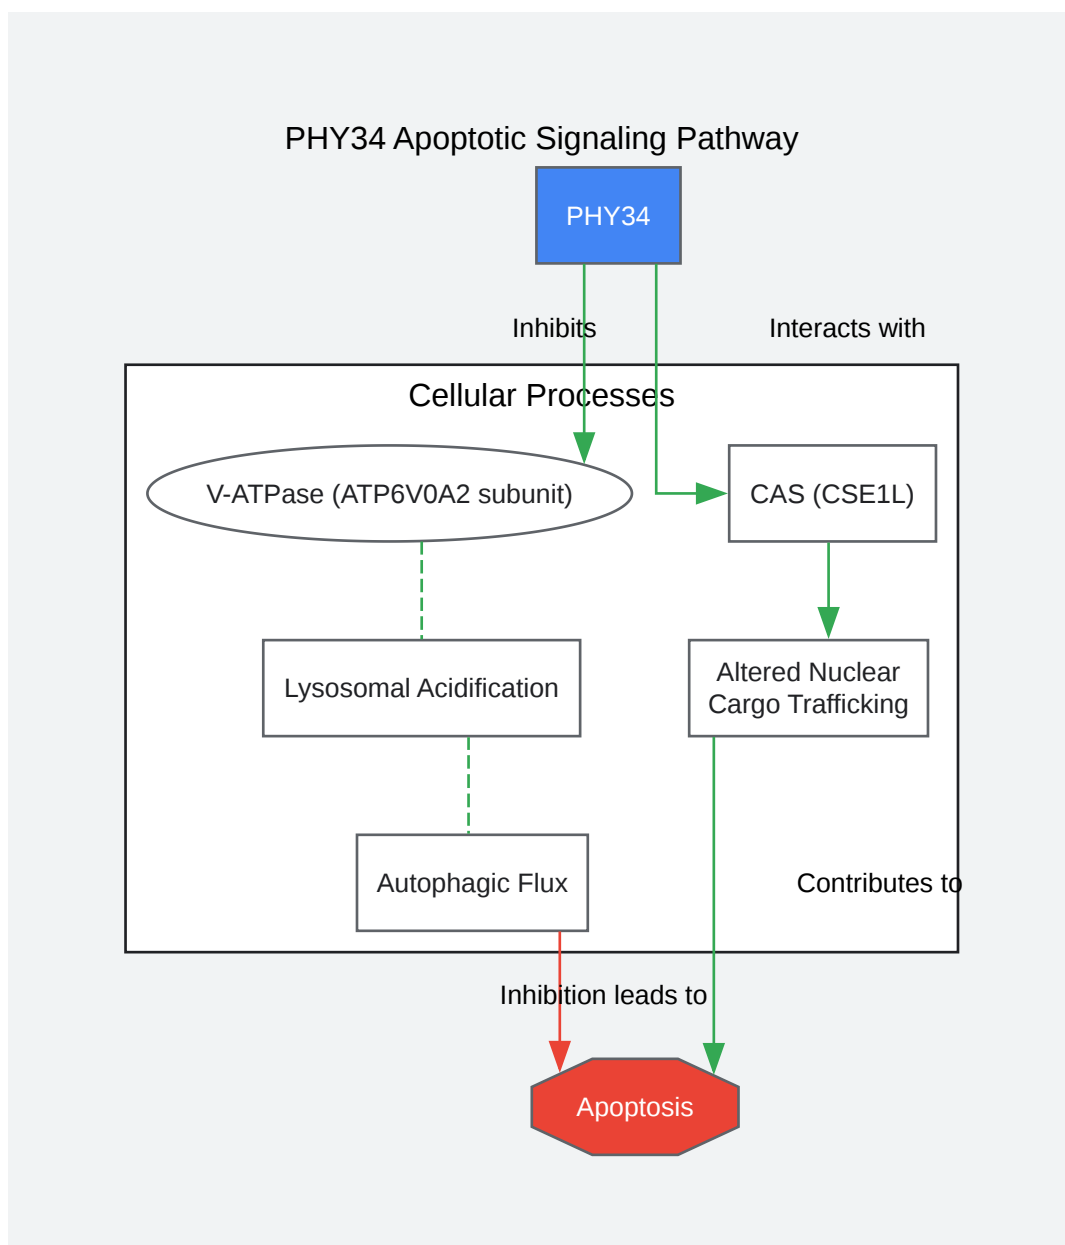 PHY34 Apoptotic Signaling Pathway
PHY34
Inhibits
Interacts with
Cellular Processes
V-ATPase (ATP6V0A2 subunit)
CAS (CSE1L)
Lysosomal Acidification
Altered Nuclear
Cargo Trafficking
Autophagic Flux
Contributes to
Inhibition leads to
Apoptosis